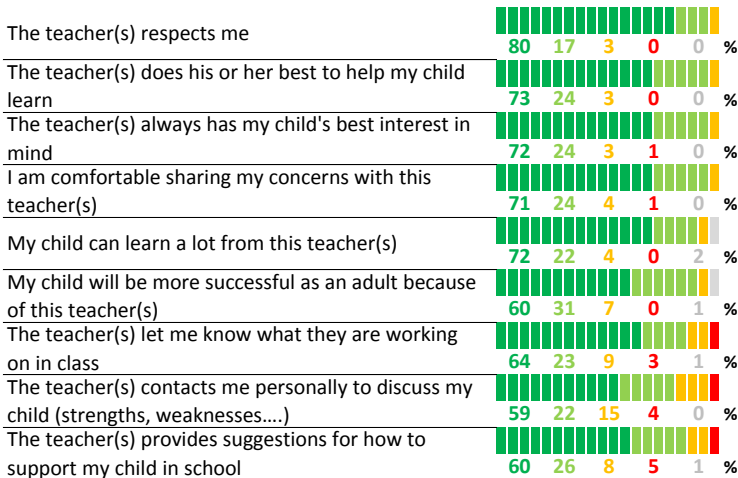 The teacher(s) respects me
80 17 3 0 0 %
The teacher(s) does his or her best to help my child
learn
73 24 3 0 0 %
The teacher(s) always has my child's best interest in
mind
72 24 3 1 0 %
I am comfortable sharing my concerns with this
teacher(s)
71 24 4 1 0 %
My child can learn a lot from this teacher(s)
72 22 4 0 2 %
My child will be more successful as an adult because
of this teacher(s)
60 31 7 0 1 %
The teacher(s) let me know what they are working
on in class
64 23 9 3 1 %
The teacher(s) contacts me personally to discuss my
child (strengths, weaknesses....)
59 22 15 4 0 %
The teacher(s) provides suggestions for how to
support my child in school
60 26 8 5 1 %